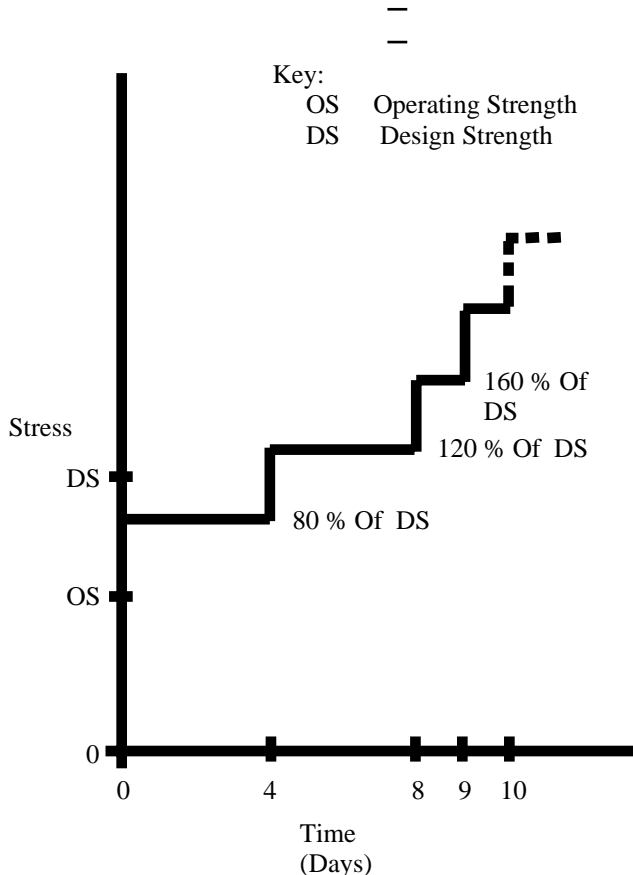 Key:
OS Operating Strength
DS Design Strength
160 % Of
DS
Stress
120 % Of DS
DS
80 % Of DS
OS
0
0 4 8 9 10
Time
(Days)